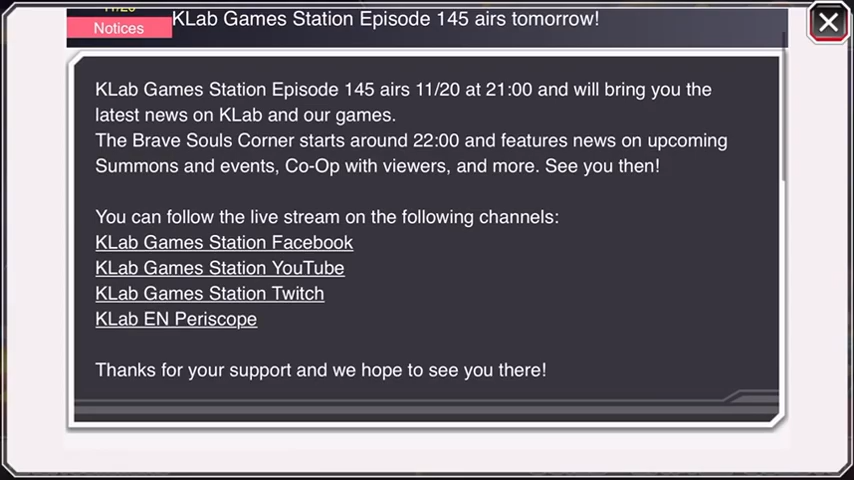 KLab Games Station Episode 145 airs tomorrow!
Notices
KLab Games Station Episode 145 airs 11/20 at 21:00 and will bring you the
latest news on KLab and our games.
The Brave Souls Corner starts around 22:00 and features news on upcoming
Summons and events, Co-Op with viewers, and more. See you then!
You can follow the live stream on the following channels:
KLab Games Station Facebook
KLab Games Station YouTube
KLab Games Station Twitch
KLab EN Periscope
Thanks for your support and we hope to see you there!